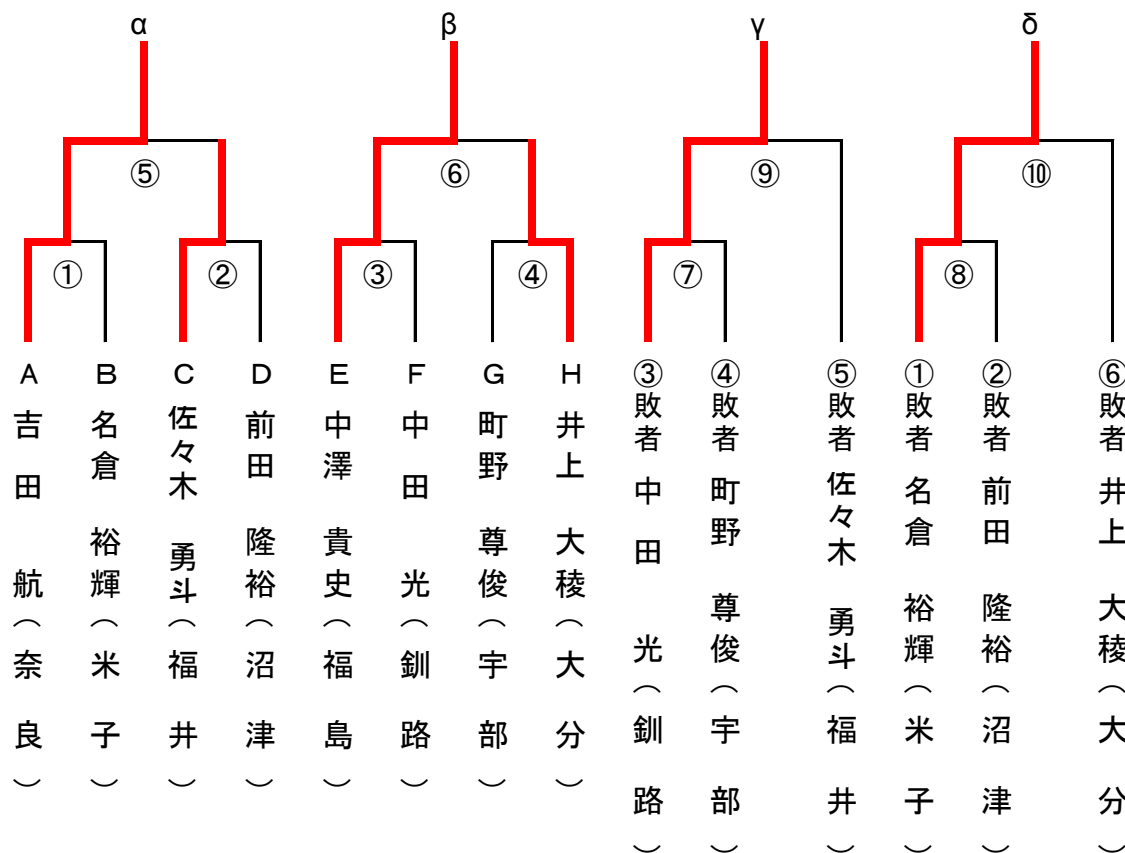 α
β
γ
δ
⑤
⑥
⑨
⑩
①
②
③
④
⑦
⑧
A 吉田 航（奈良）
B 名倉 裕輝（米子）
C 佐々木 勇斗（福井）
D 前田 隆裕（沼津）
E 中澤 貴史（福島）
F 中田 光（釧路）
G 町野 尊俊（宇部）
H 井上 大稜（大分）
③敗者 中田 光（釧路）
④敗者 町野 尊俊（宇部）
⑤敗者 佐々木 勇斗（福井）
①敗者 名倉 裕輝（米子）
②敗者 前田 隆裕（沼津）
⑥敗者 井上 大稜（大分）